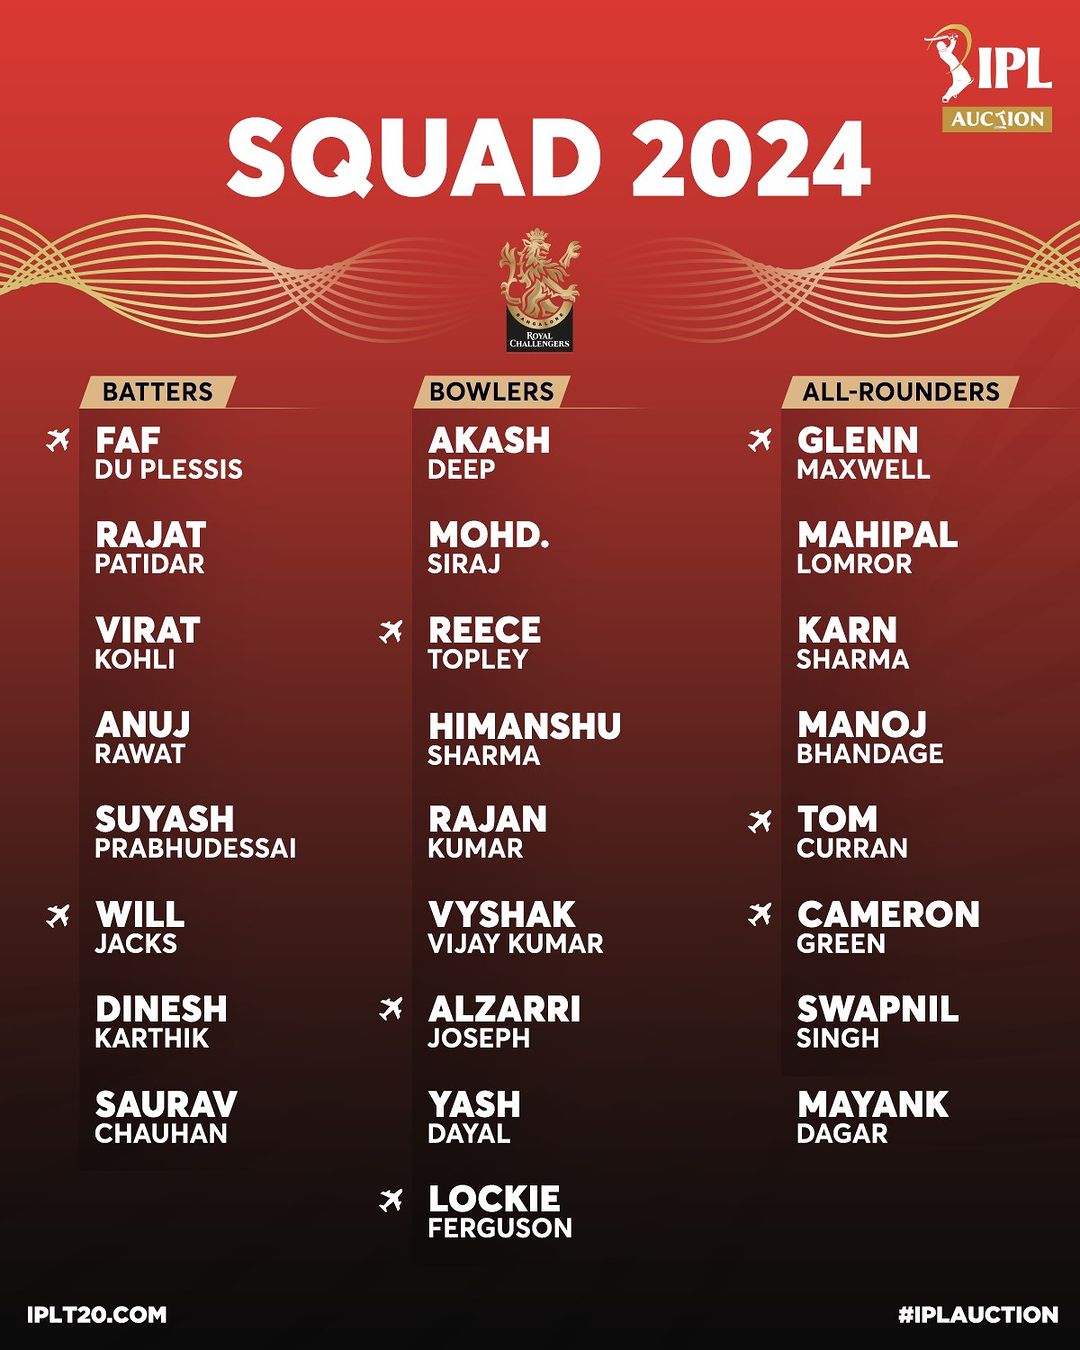 IPL
AUCTION
SQUAD 2024
BANGALORE
ROYAL
CHALLENGERS
BATTERS
FAF
DU PLESSIS
RAJAT
PATIDAR
VIRAT
KOHLI
ANUJ
RAWAT
SUYASH
PRABHUDESSAI
WILL
JACKS
DINESH
KARTHIK
SAURAV
CHAUHAN
BOWLERS
AKASH
DEEP
MOHD.
SIRAJ
REECE
TOPLEY
HIMANSHU
SHARMA
RAJAN
KUMAR
VYSHAK
VIJAY KUMAR
ALZARRI
JOSEPH
YASH
DAYAL
LOCKIE
FERGUSON
ALL-ROUNDERS
GLENN
MAXWELL
MAHIPAL
LOMROR
KARN
SHARMA
MANOJ
BHANDAGE
TOM
CURRAN
CAMERON
GREEN
SWAPNIL
SINGH
MAYANK
DAGAR
IPLT20.COM
#IPLAUCTION